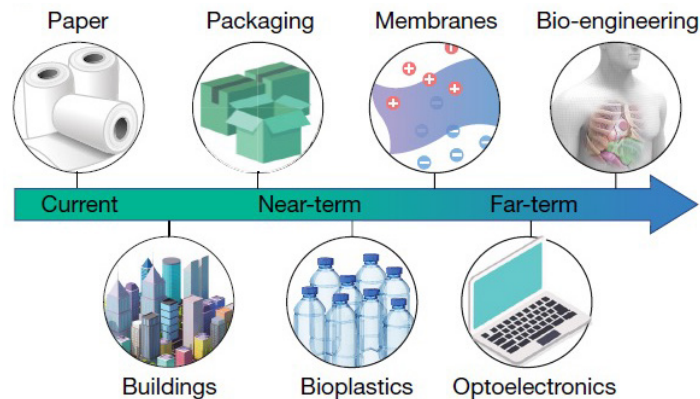 Paper
Packaging
Membranes
Bio-engineering
Current
Near-term
Far-term
Buildings
Bioplastics
Optoelectronics